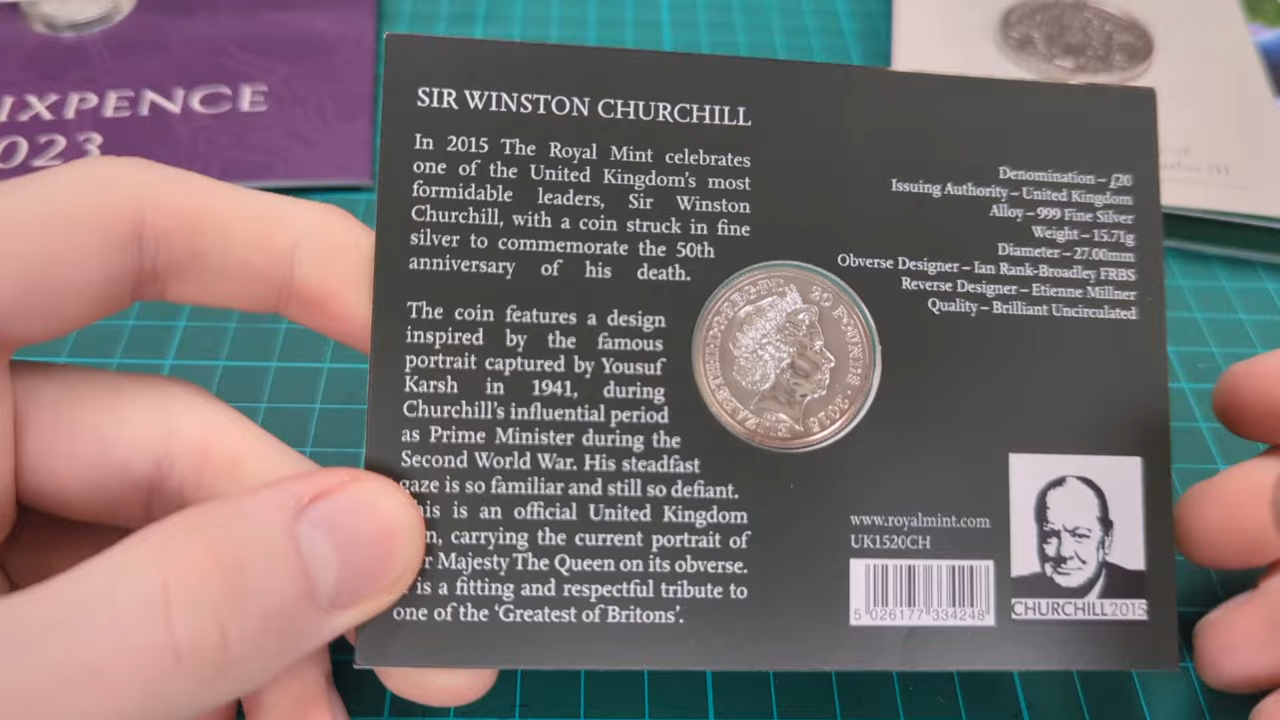 IXPENCE
023
SIR WINSTON CHURCHILL
In 2015 The Royal Mint celebrates
one of the United Kingdom's most
formidable leaders, Sir Winston
Churchill, with a coin struck in fine
silver to commemorate the 50th
anniversary of his death.
The coin features a design
inspired by the famous
portrait captured by Yousuf
Karsh in 1941, during
Churchill's influential period
as Prime Minister during the
Second World War. His steadfast
gaze is so familiar and still so defiant.
his is an official United Kingdom
n, carrying the current portrait of
r Majesty The Queen on its obverse.
is a fitting and respectful tribute to
one of the 'Greatest of Britons'.
Denomination – £20
Issuing Authority – United Kingdom
Alloy – 999 Fine Silver
Weight – 15.71g
Diameter – 27.00mm
Obverse Designer – Ian Rank-Broadley FRBS
Reverse Designer – Etienne Millner
Quality – Brilliant Uncirculated
ELIZABETH·II·D·G·REG·F·D· 20 POUNDS · 2015
www.royalmint.com
UK1520CH
5 026177 334248
CHURCHILL2015